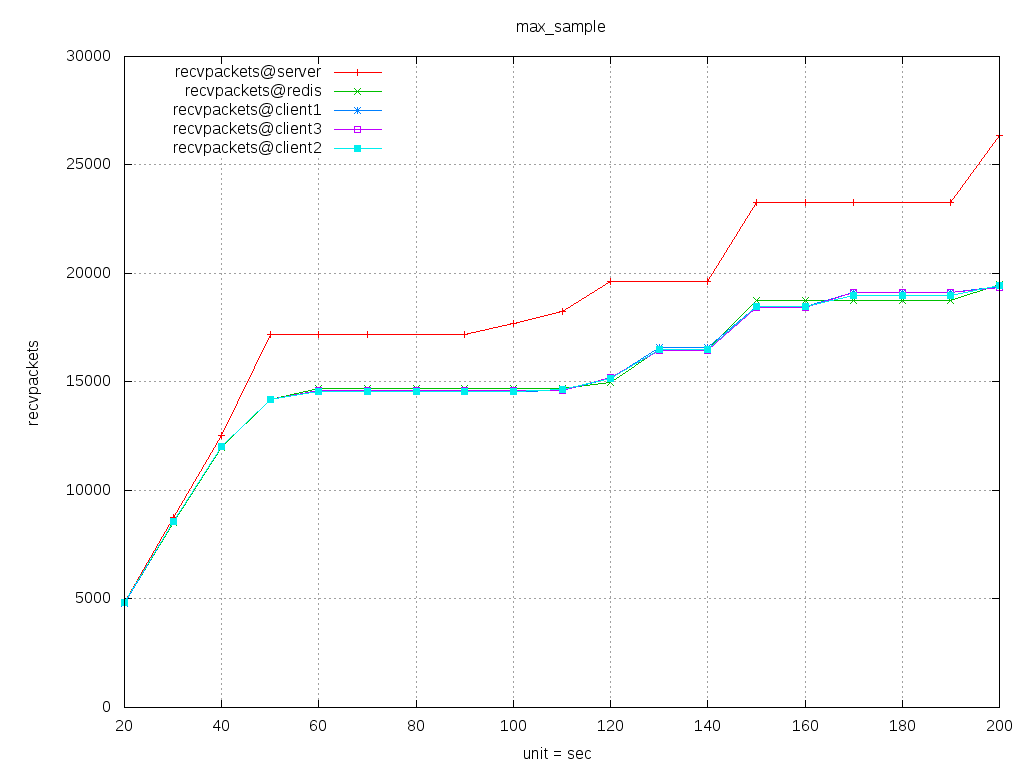 max_sample
30000
25000
20000
15000
10000
5000
0
recvpackets@server
recvpackets@redis
recvpackets@client1
recvpackets@client3
recvpackets@client2
recvpackets
20 40 60 80 100 120 140 160 180 200
unit = sec